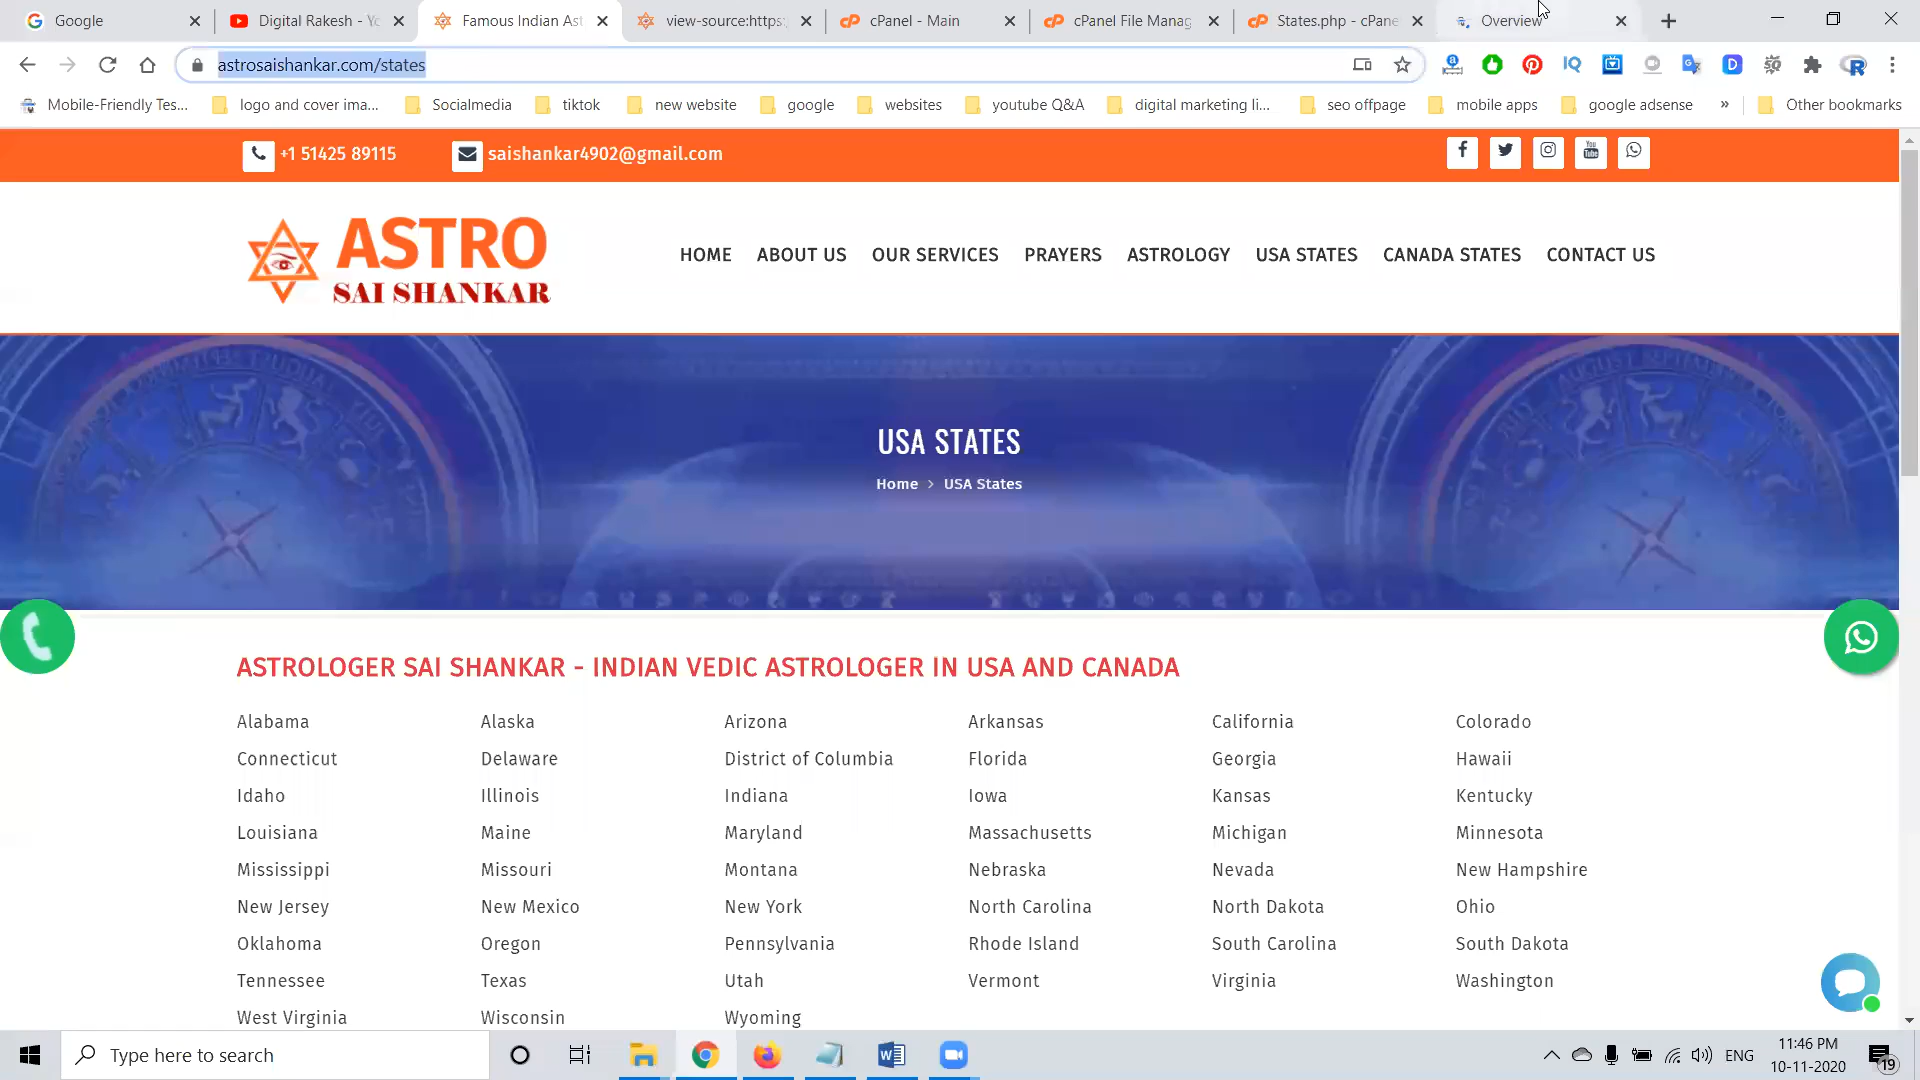 Google
Digital Rakesh - Yo
Famous Indian Ast
view-source:https:
cPanel - Main
cPanel File Manag
States.php - cPane
Overview
astrosaishankar.com/states
Mobile-Friendly Tes...
logo and cover ima...
Socialmedia
tiktok
new website
google
websites
youtube Q&A
digital marketing li...
seo offpage
mobile apps
google adsense
»
Other bookmarks
+1 51425 89115
saishankar4902@gmail.com
ASTRO
SAI SHANKAR
HOME
ABOUT US
OUR SERVICES
PRAYERS
ASTROLOGY
USA STATES
CANADA STATES
CONTACT US
USA STATES
Home > USA States
ASTROLOGER SAI SHANKAR - INDIAN VEDIC ASTROLOGER IN USA AND CANADA
Alabama Alaska Arizona Arkansas California Colorado
Connecticut Delaware District of Columbia Florida Georgia Hawaii
Idaho Illinois Indiana Iowa Kansas Kentucky
Louisiana Maine Maryland Massachusetts Michigan Minnesota
Mississippi Missouri Montana Nebraska Nevada New Hampshire
New Jersey New Mexico New York North Carolina North Dakota Ohio
Oklahoma Oregon Pennsylvania Rhode Island South Carolina South Dakota
Tennessee Texas Utah Vermont Virginia Washington
West Virginia Wisconsin Wyoming
Type here to search
ENG
11:46 PM
10-11-2020
19